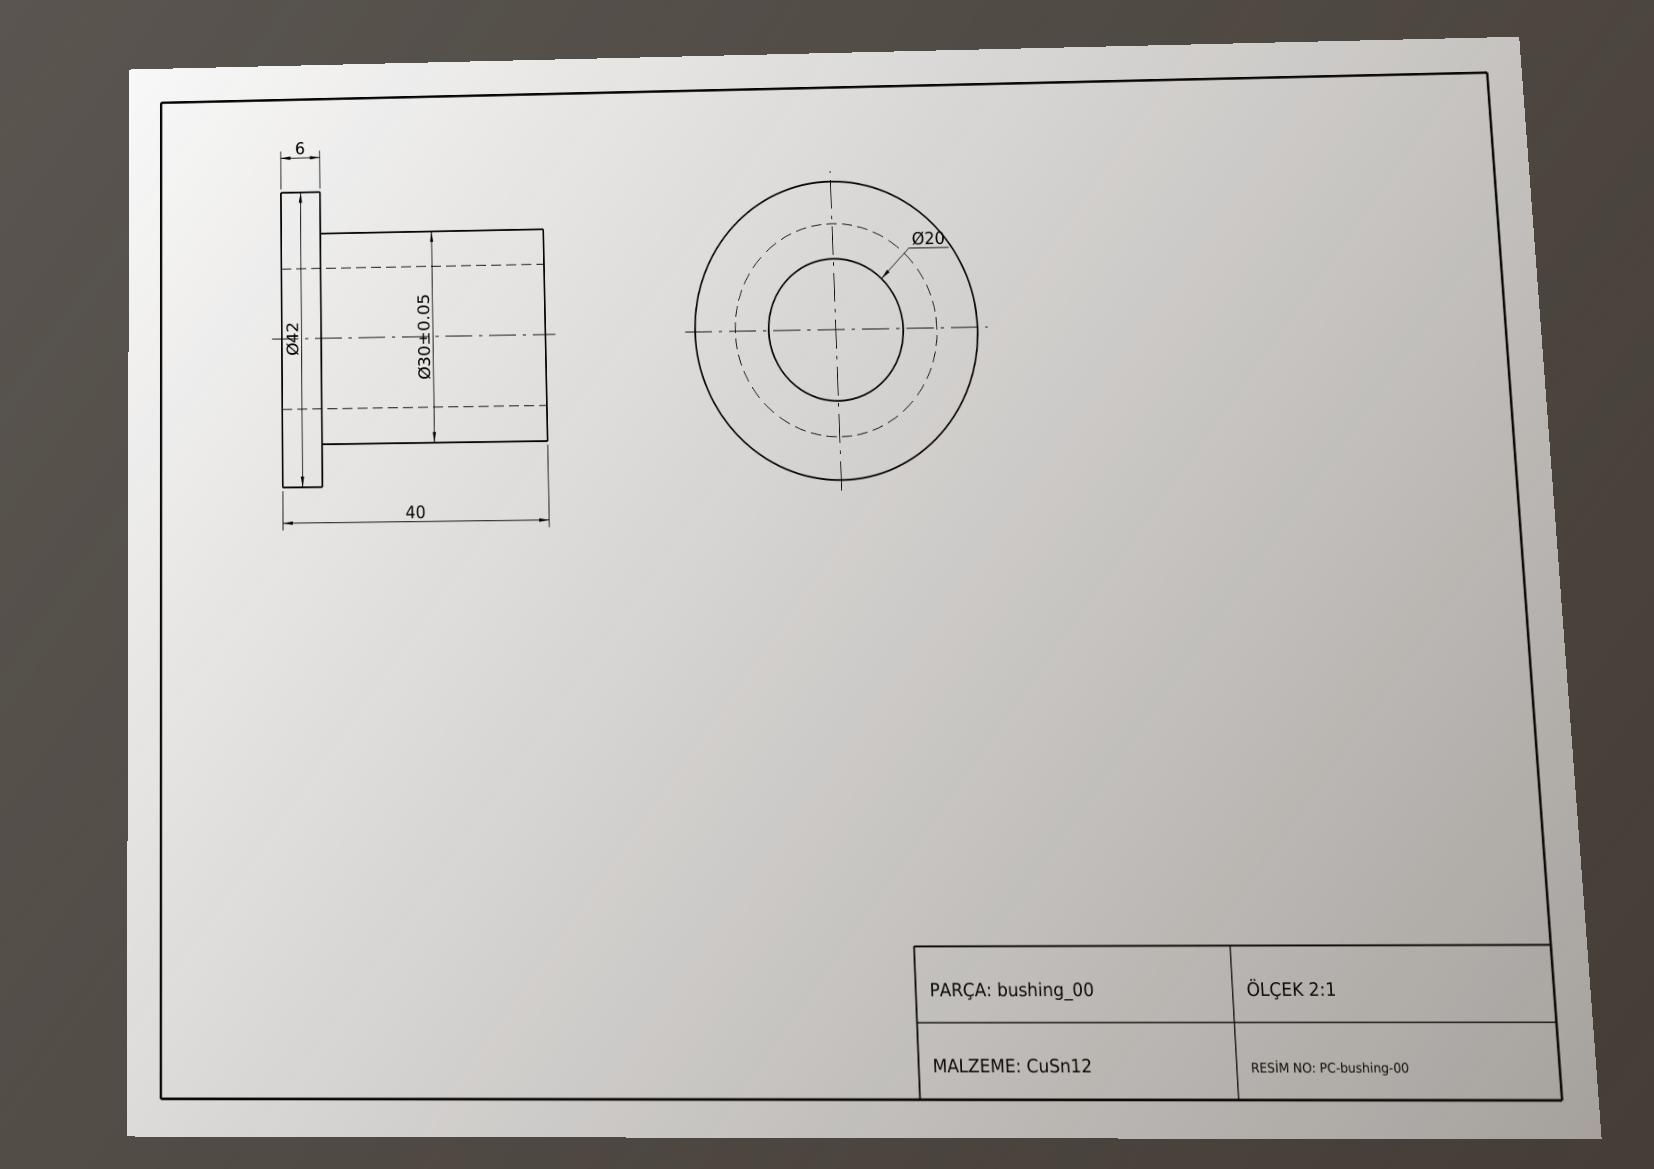 6
Ø42
Ø30±0.05
40
Ø20
PARÇA: bushing_00
ÖLÇEK 2:1
MALZEME: CuSn12
RESİM NO: PC-bushing-00